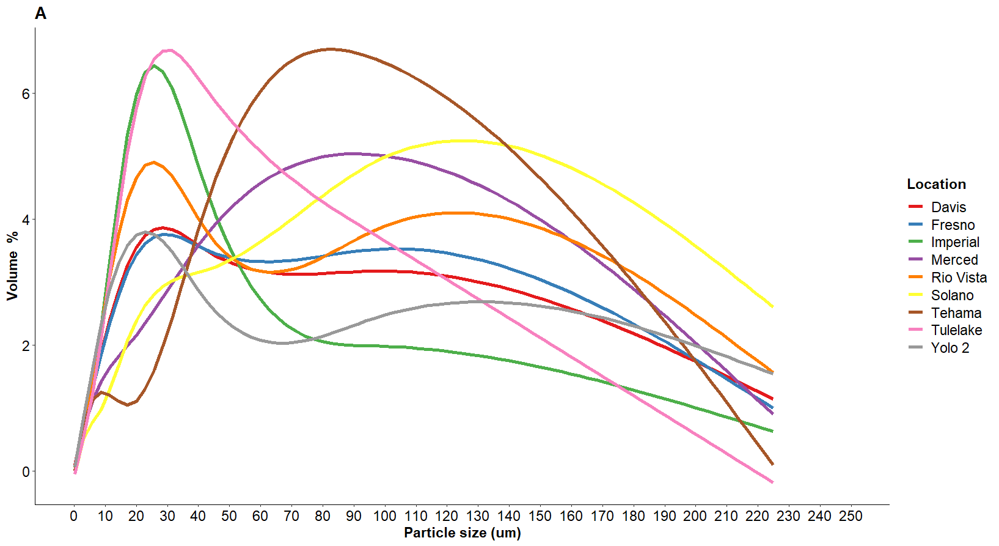 A
Volume  %
6
4
2
0
0 10 20 30 40 50 60 70 80 90 100 110 120 130 140 150 160 170 180 190 200 210 220 230 240 250
Particle size (um)
Location
Davis
Fresno
Imperial
Merced
Rio Vista
Solano
Tehama
Tulelake
Yolo 2